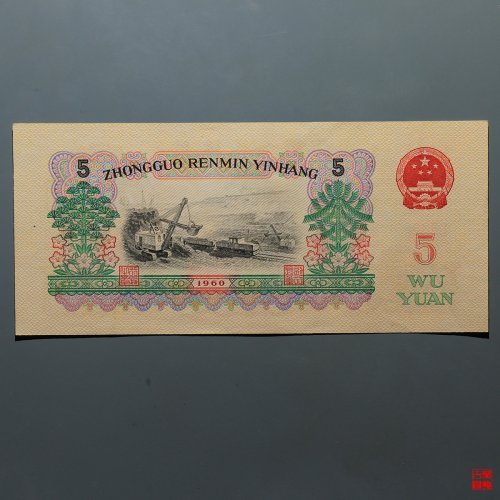 5 ZHONGGUO RENMIN YINHANG 5
5
1960
WU
YUAN